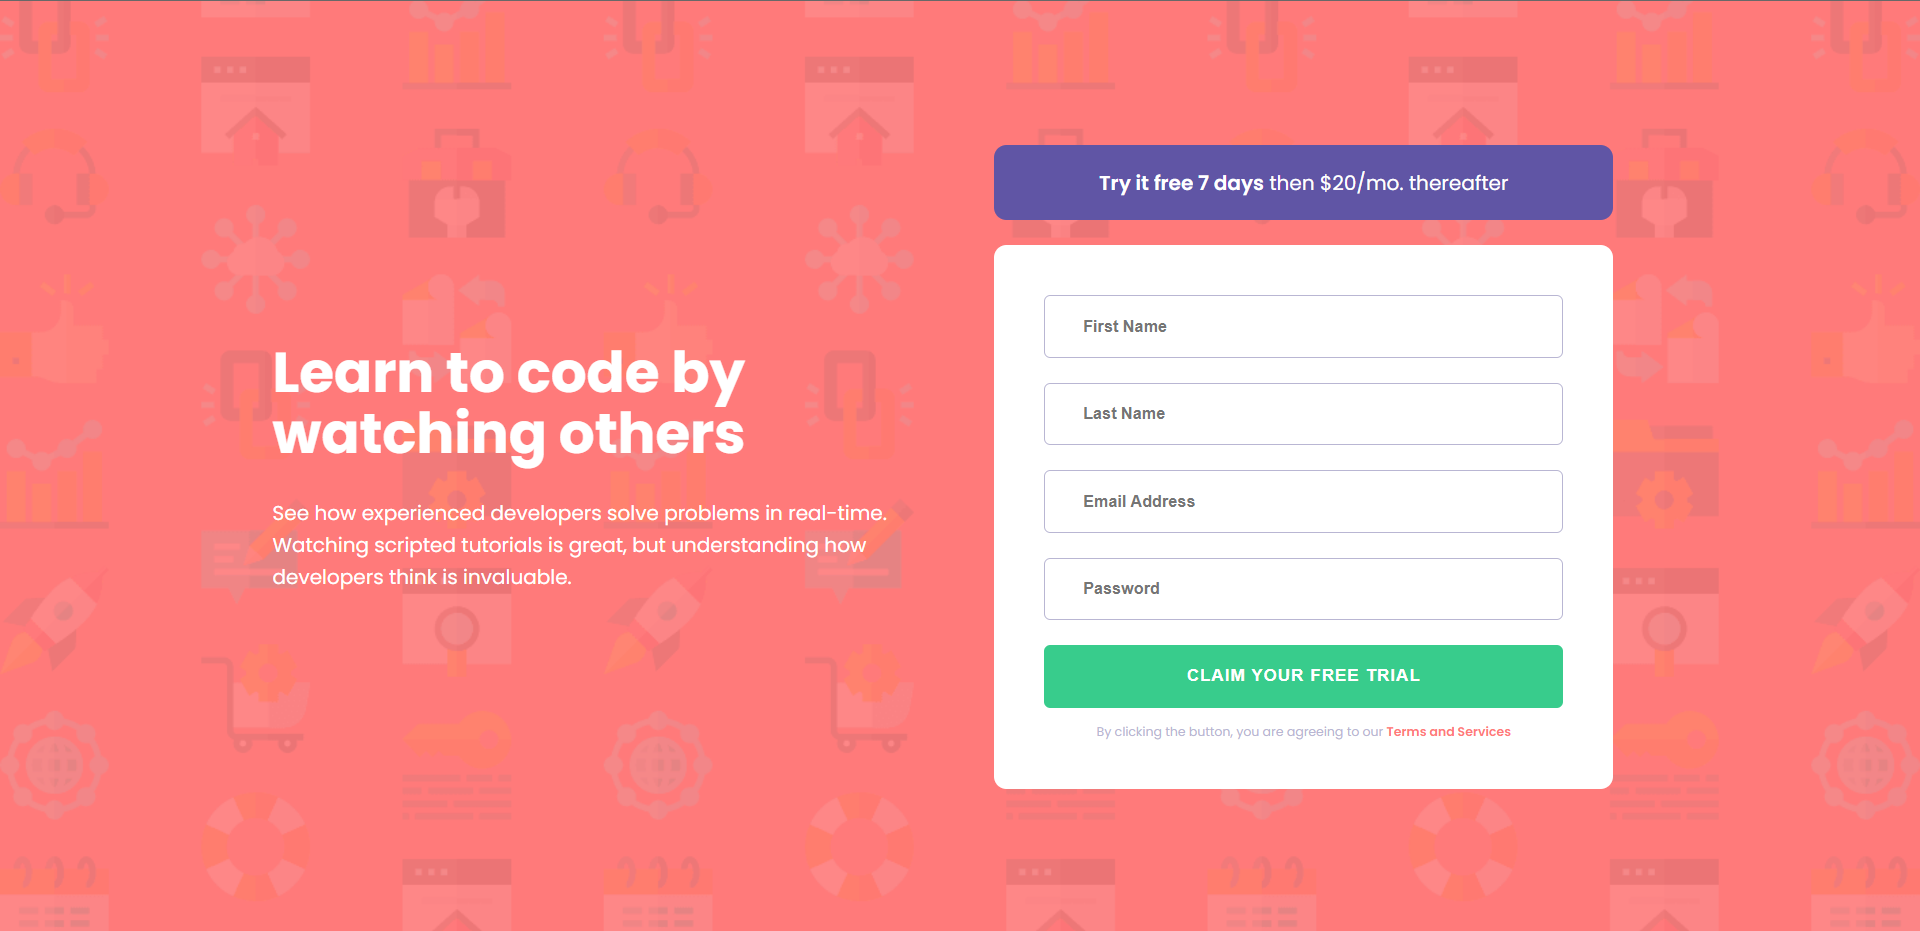 Learn to code by
watching others
See how experienced developers solve problems in real-time.
Watching scripted tutorials is great, but understanding how
developers think is invaluable.
Try it free 7 days then $20/mo. thereafter
First Name
Last Name
Email Address
Password
CLAIM YOUR FREE TRIAL
By clicking the button, you are agreeing to our Terms and Services